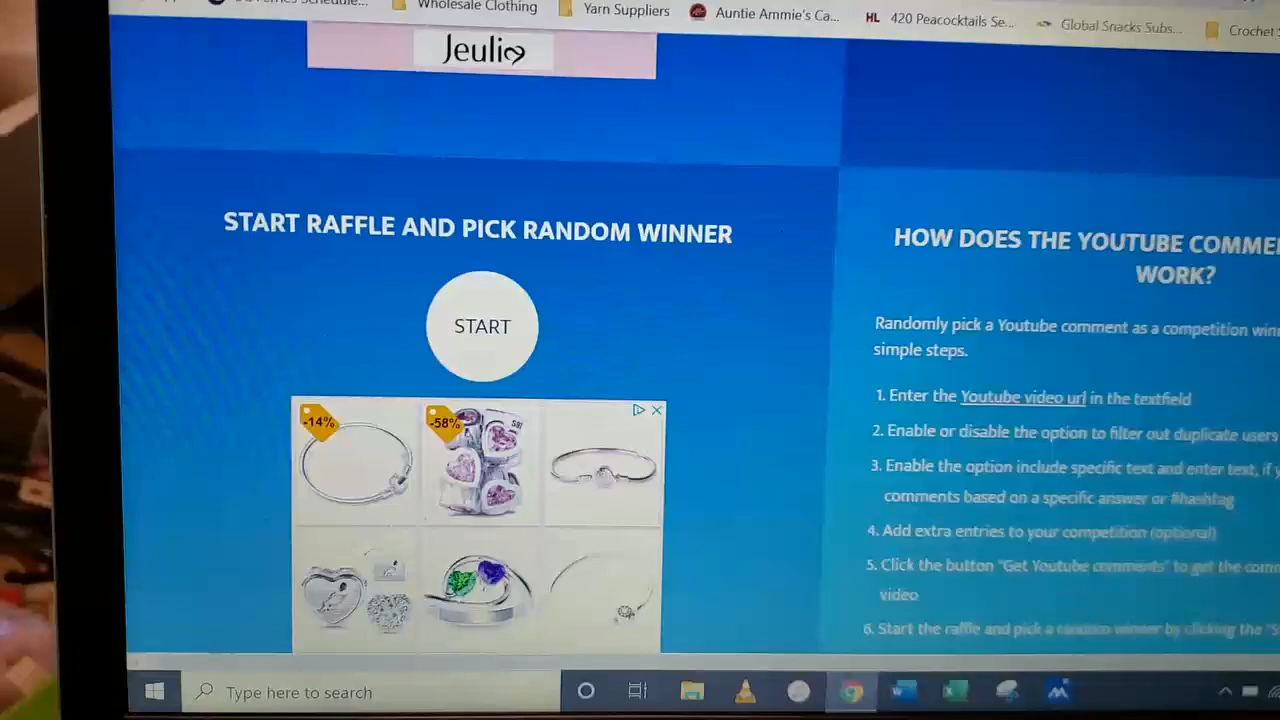 Wholesale Clothing
Yarn Suppliers
Auntie Ammie's Ca...
HL 420 Peacocktails Se...
Global Snacks Subs...
Crochet
Jeulia
START RAFFLE AND PICK RANDOM WINNER
START
-14%
-58%
HOW DOES THE YOUTUBE COMME
WORK?
Randomly pick a Youtube comment as a competition win
simple steps.
1. Enter the Youtube video url in the textfield
2. Enable or disable the option to filter out duplicate users
3. Enable the option include specific text and enter text, if y
comments based on a specific answer or #hashtag
4. Add extra entries to your competition (optional)
5. Click the button "Get Youtube comments" to get the com
video
6. Start the raffle and pick a random winner by clicking the "S
Type here to search